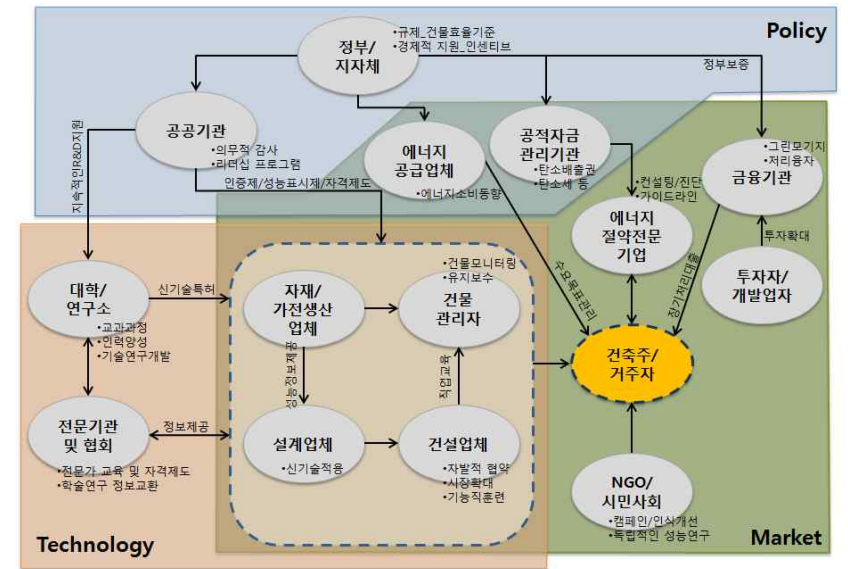 Policy
정부/
지자체
•규제_건물효율기준
•경제적 지원_인센티브
정부보증
공공기관
•의무적 감사
•리더십 프로그램
지속적인R&D지원
인증제/성능표시제/자격제도
에너지
공급업체
•에너지소비동향
공적자금
관리기관
•탄소배출권
•탄소세 등
•그린모기지
•저리융자
금융기관
•컨설팅/진단
•가이드라인
에너지
절약전문
기업
투자확대
투자자/
개발업자
수요목표관리
장기저리대출
대학/
연구소
•교과과정
•인력양성
•기술연구개발
신기술특허
자재/
가전생산
업체
•건물모니터링
•유지보수
건물
관리자
건축주/
거주자
성능정보제공
직업교육
전문기관
및 협회
•전문가 교육 및 자격제도
•학술연구 정보교환
정보제공
설계업체
•신기술적용
건설업체
•자발적 협약
•시장확대
•기능직훈련
NGO/
시민사회
•캠페인/인식개선
•독립적인 성능연구
Technology
Market